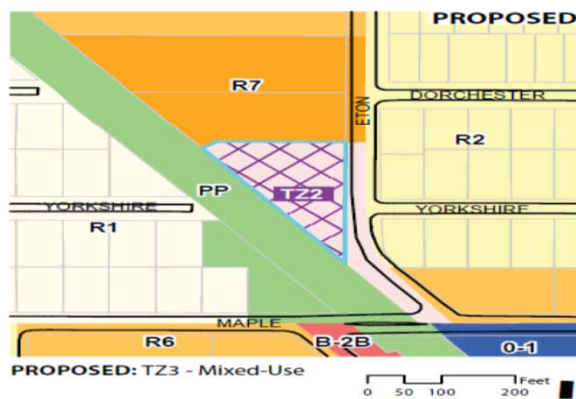 PROPOSED
R7
DORCHESTER
ETON
R2
PP
TZ2
YORKSHIRE
YORKSHIRE
R1
MAPLE
R6
B-2B
0-1
PROPOSED: TZ3 - Mixed-Use
Feet
0 50 100 200